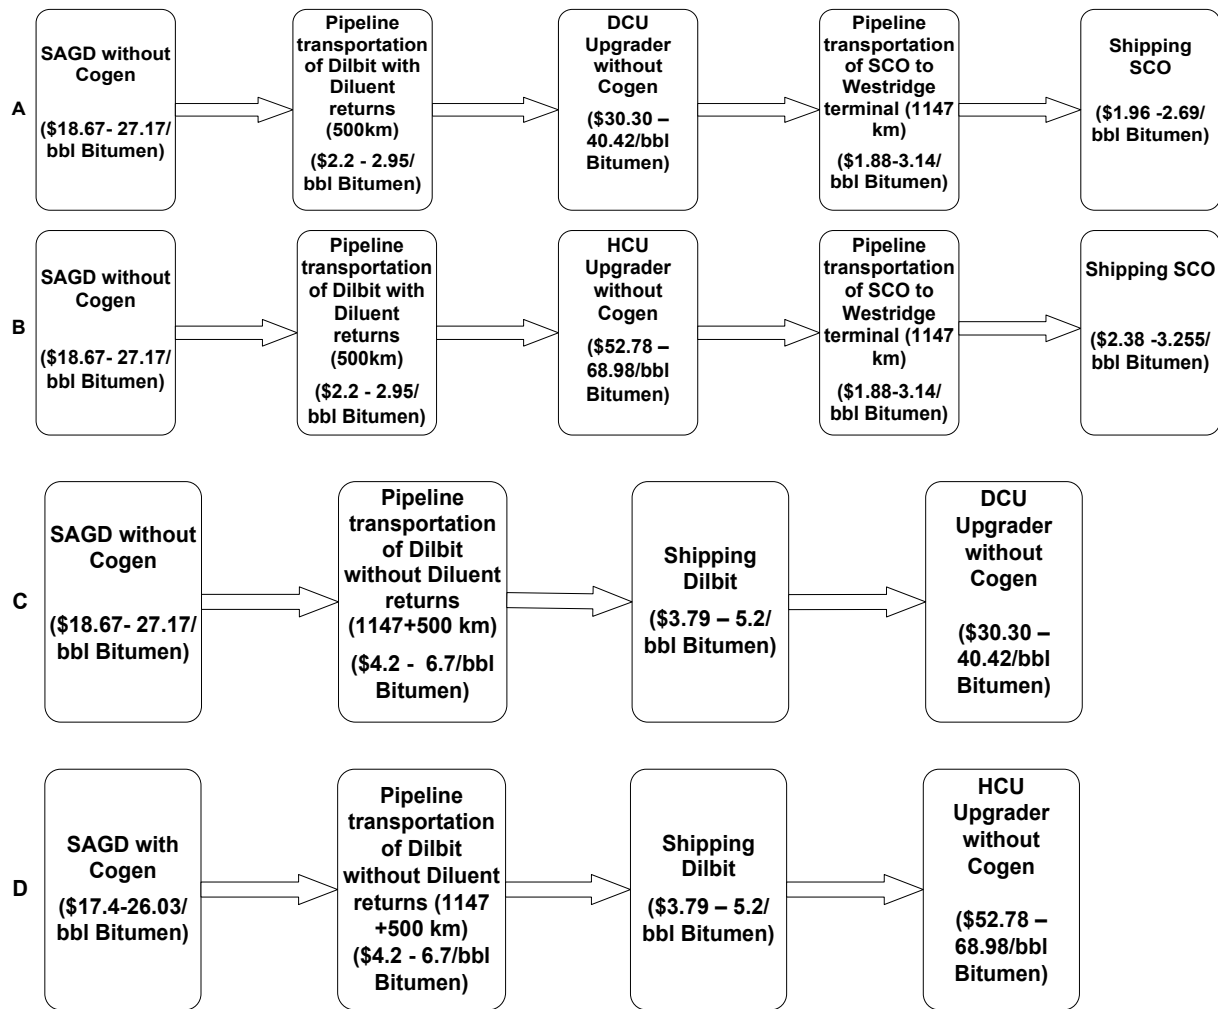 A
SAGD without
Cogen
($18.67- 27.17/
bbl Bitumen)
Pipeline
transportation
of Dilbit with
Diluent
returns
(500km)
($2.2 - 2.95/
bbl Bitumen)
DCU
Upgrader
without
Cogen
($30.30 –
40.42/bbl
Bitumen)
Pipeline
transportation
of SCO to
Westridge
terminal (1147
km)
($1.88-3.14/
bbl Bitumen)
Shipping
SCO
($1.96 -2.69/
bbl Bitumen)
B
SAGD without
Cogen
($18.67- 27.17/
bbl Bitumen)
Pipeline
transportation
of Dilbit with
Diluent
returns
(500km)
($2.2 - 2.95/
bbl Bitumen)
HCU
Upgrader
without
Cogen
($52.78 –
68.98/bbl
Bitumen)
Pipeline
transportation
of SCO to
Westridge
terminal (1147
km)
($1.88-3.14/
bbl Bitumen)
Shipping SCO
($2.38 -3.255/
bbl Bitumen)
C
SAGD without
Cogen
($18.67- 27.17/
bbl Bitumen)
Pipeline
transportation
of Dilbit
without Diluent
returns
(1147+500 km)
($4.2 - 6.7/bbl
Bitumen)
Shipping
Dilbit
($3.79 – 5.2/
bbl Bitumen)
DCU
Upgrader
without
Cogen
($30.30 –
40.42/bbl
Bitumen)
D
SAGD with
Cogen
($17.4-26.03/
bbl Bitumen)
Pipeline
transportation
of Dilbit
without Diluent
returns (1147
+500 km)
($4.2 - 6.7/bbl
Bitumen)
Shipping
Dilbit
($3.79 – 5.2/
bbl Bitumen)
HCU
Upgrader
without
Cogen
($52.78 –
68.98/bbl
Bitumen)